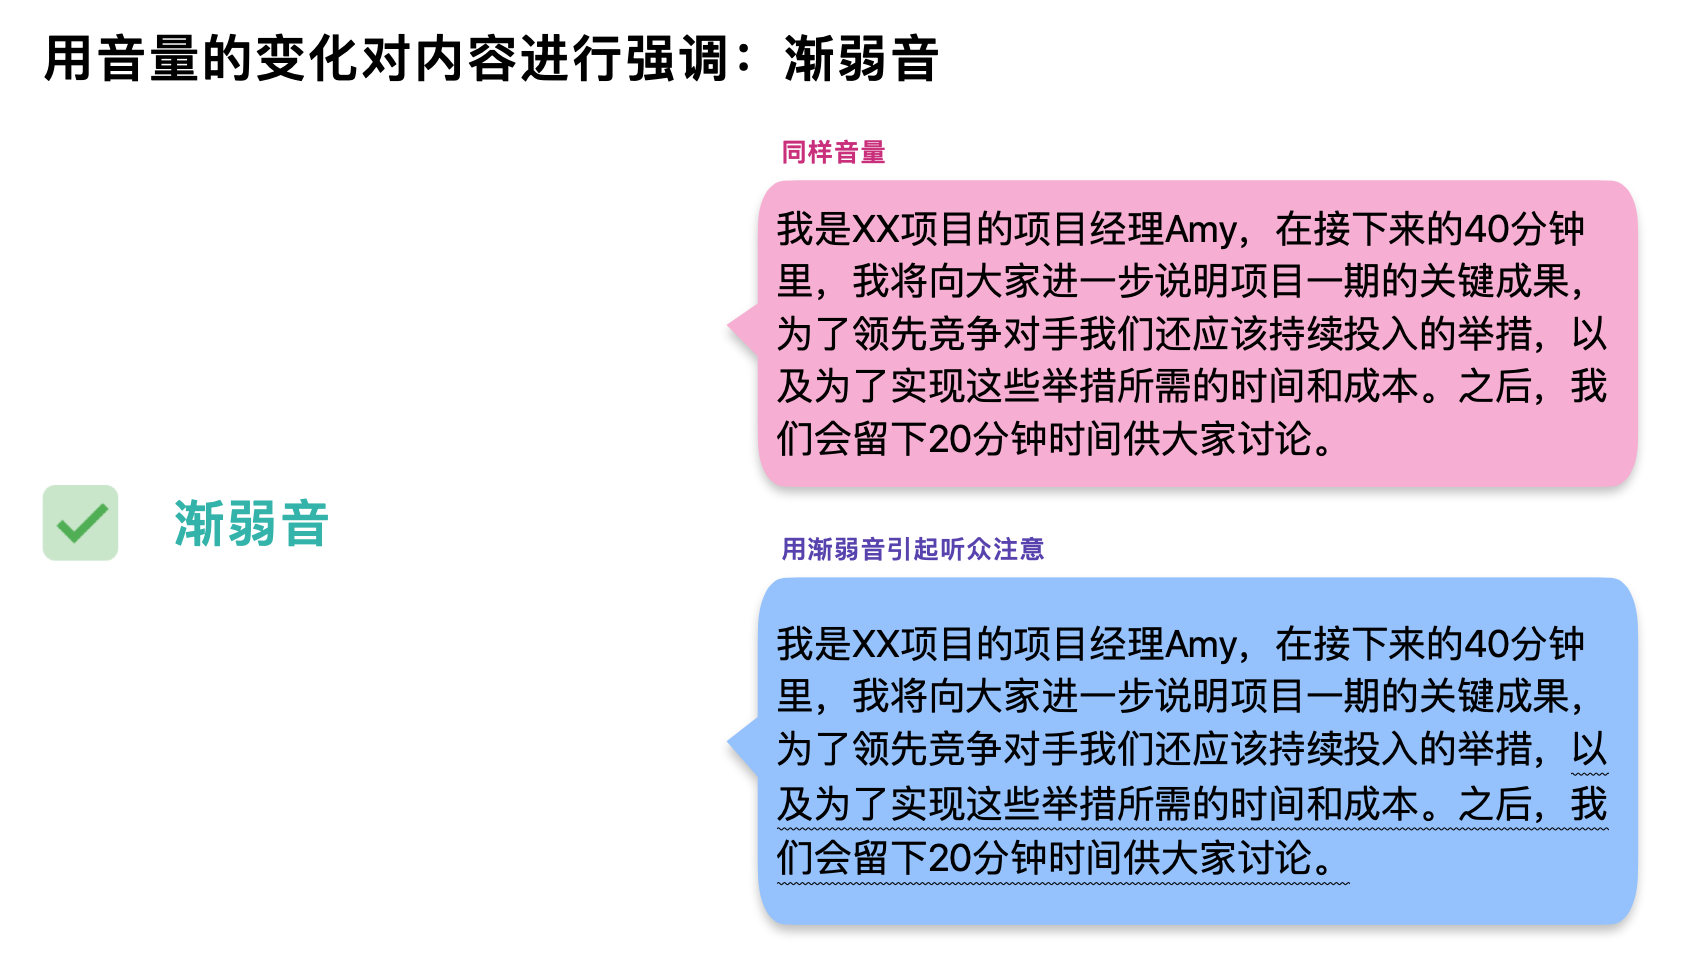 用音量的变化对内容进行强调：渐弱音
同样音量
我是XX项目的项目经理Amy，在接下来的40分钟
里，我将向大家进一步说明项目一期的关键成果，
为了领先竞争对手我们还应该持续投入的举措，以
及为了实现这些举措所需的时间和成本。之后，我
们会留下20分钟时间供大家讨论。
渐弱音
用渐弱音引起听众注意
我是XX项目的项目经理Amy，在接下来的40分钟
里，我将向大家进一步说明项目一期的关键成果，
为了领先竞争对手我们还应该持续投入的举措，以
及为了实现这些举措所需的时间和成本。之后，我
们会留下20分钟时间供大家讨论。